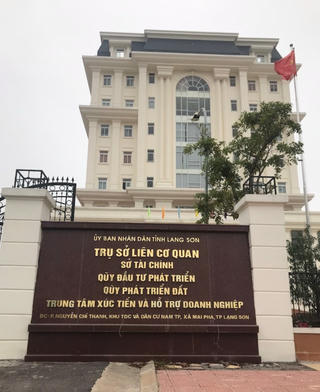 ỦY BAN NHÂN DÂN TỈNH LẠNG SƠN
TRỤ SỞ LIÊN CƠ QUAN
SỞ TÀI CHÍNH
QŨY ĐẦU TƯ PHÁT TRIỂN
QŨY PHÁT TRIỂN ĐẤT
TRUNG TÂM XÚC TIẾN VÀ HỖ TRỢ DOANH NGHIỆP
ĐC: P. NGUYỄN CHÍ THANH, KHU TĐC VÀ DÂN CƯ NAM TP, XÃ MAI PHA, TP LẠNG SƠN